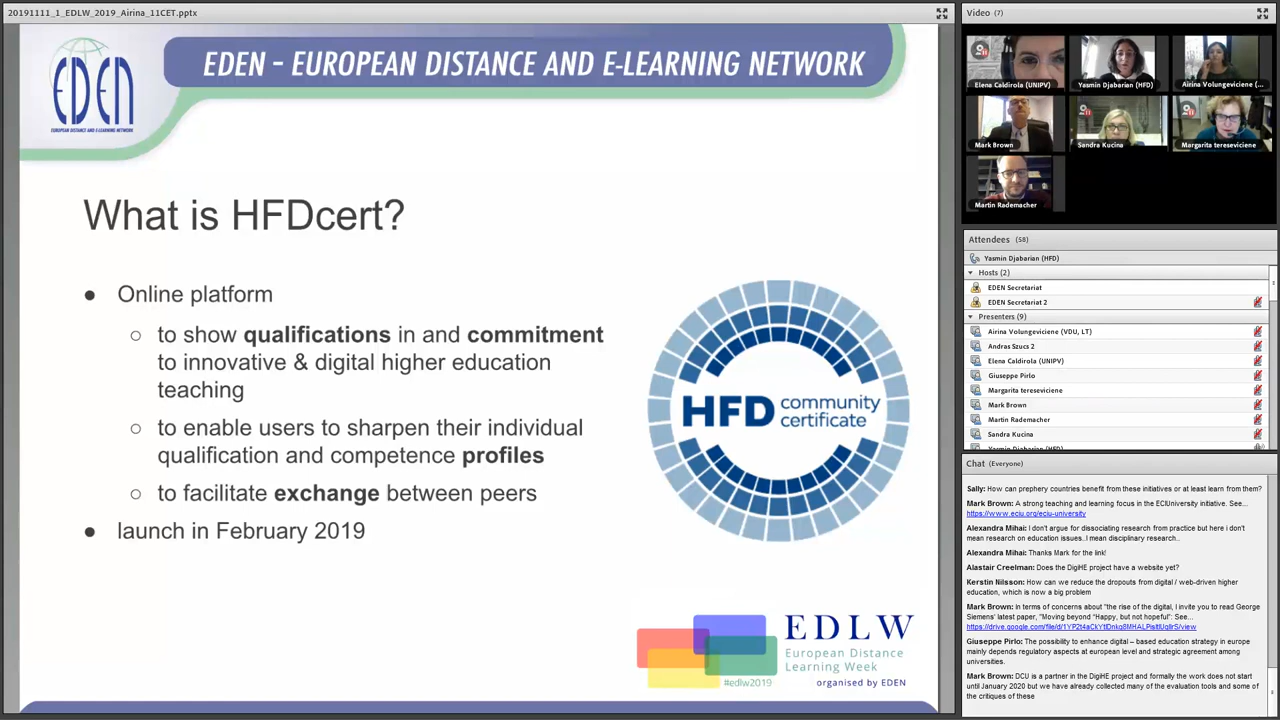 20191111_1_EDLW_2019_Airina_11CET.pptx
EDEN
EUROPEAN DISTANCE AND E-LEARNING NETWORK
EDEN - EUROPEAN DISTANCE AND E-LEARNING NETWORK
What is HFDcert?
● Online platform
○ to show qualifications in and commitment
to innovative & digital higher education
teaching
○ to enable users to sharpen their individual
qualification and competence profiles
○ to facilitate exchange between peers
● launch in February 2019
HFD community
certificate
EDLW
European Distance
Learning Week
#edlw2019
organised by EDEN
Video (7)
Elena Caldirola (UNIPV)
Yasmin Djabarian (HFD)
Airina Volungeviciene (...
Mark Brown
Sandra Kucina
Margarita tereseviciene
Martin Rademacher
Attendees (58)
Yasmin Djabarian (HFD)
Hosts (2)
EDEN Secretariat
EDEN Secretariat 2
Presenters (9)
Airina Volungeviciene (VDU, LT)
Andras Szucs 2
Elena Caldirola (UNIPV)
Giuseppe Pirlo
Margarita tereseviciene
Mark Brown
Martin Rademacher
Sandra Kucina
Yasmin Djabarian (HFD)
Chat (Everyone)
Sally: How can prephery countries benefit from these initiatives or at least learn from them?
Mark Brown: A strong teaching and learning focus in the ECIUniversity initiative. See...
https://www.eciu.org/eciu-university
Alexandra Mihai: I don't argue for dissociating research from practice but here i don't
mean research on education issues..I mean disciplinary research..
Alexandra Mihai: Thanks Mark for the link!
Alastair Creelman: Does the DigiHE project have a website yet?
Kerstin Nilsson: How can we reduce the dropouts from digital / web-driven higher
education, which is now a big problem
Mark Brown: in terms of concerns about "the rise of the digital, I invite you to read George
Siemens' latest paper, "Moving beyond "Happy, but not hopeful": See...
Giuseppe Pirlo: The possibility to enhance digital – based education strategy in europe
mainly depends regulatory aspects at european level and strategic agreement among
universities.
Mark Brown: DCU is a partner in the DigiHE project and formally the work does not start
until January 2020 but we have already collected many of the evaluation tools and some of
the critiques of these